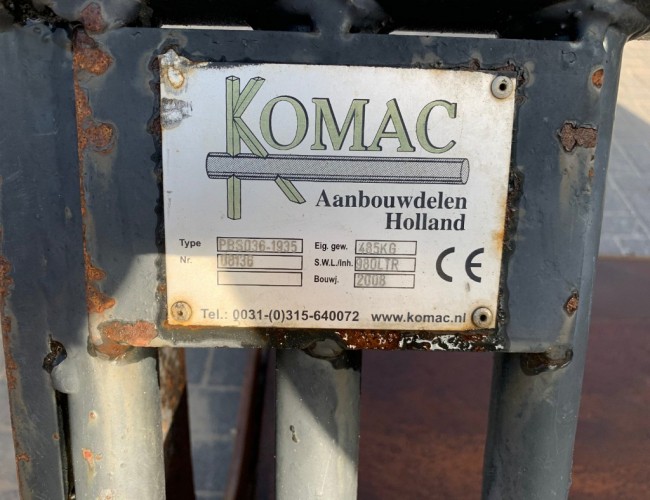 KOMAC
Aanbouwdelen
Holland
Type PBS036-1935 Eig. gew. 485KG
Nr. 08136 S.W.L./Inh. 980LTR
Bouwj. 2008
CE
Tel.: 0031-(0)315-640072 www.komac.nl